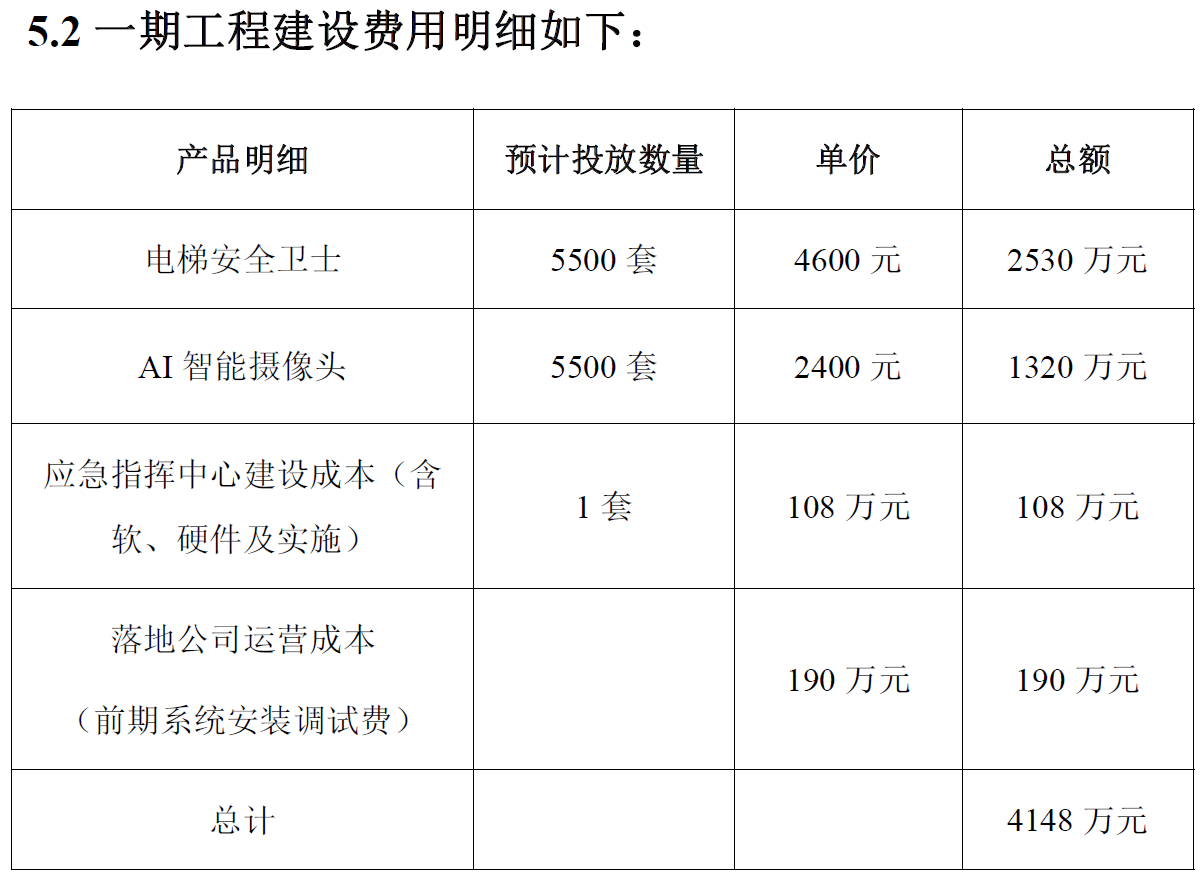 5.2 一期工程建设费用明细如下：
产品明细 预计投放数量 单价 总额
电梯安全卫士 5500 套 4600 元 2530 万元
AI 智能摄像头 5500 套 2400 元 1320 万元
应急指挥中心建设成本（含
软、硬件及实施） 1 套 108 万元 108 万元
落地公司运营成本
（前期系统安装调试费） 190 万元 190 万元
总计 4148 万元